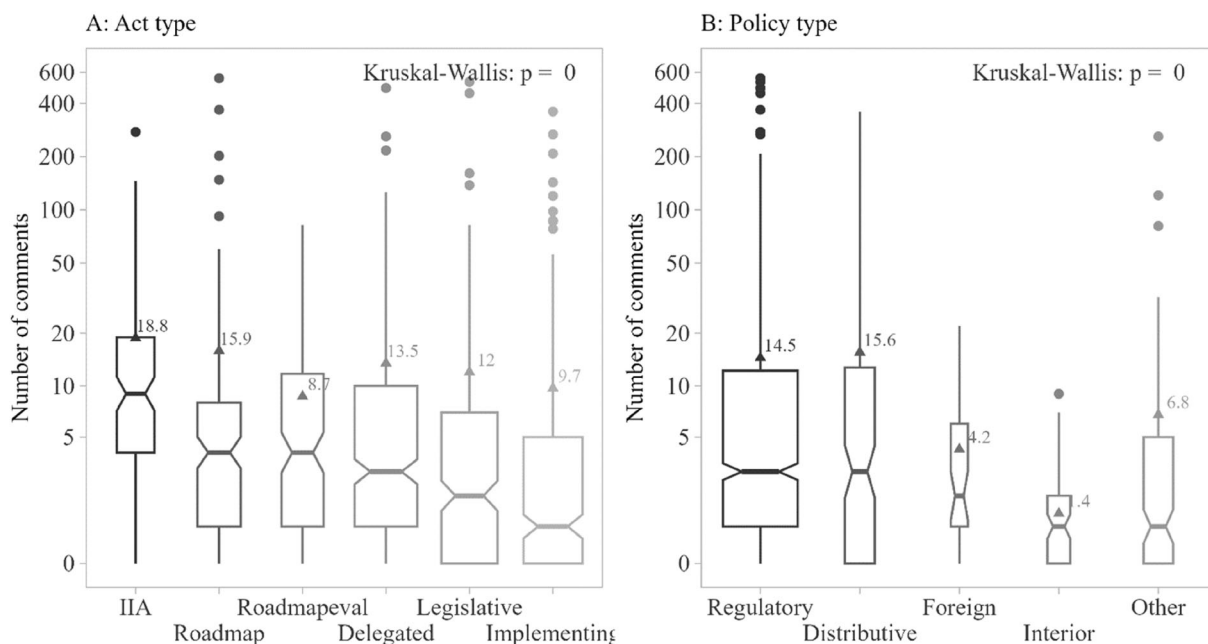 A: Act type
Kruskal-Wallis: p = 0
Number of comments
600
400
200
100
50
20
10
5
0
18.8
15.9
8.7
13.5
12
9.7
IIA
Roadmap
Roadmapeval
Delegated
Legislative
Implementing
B: Policy type
Kruskal-Wallis: p = 0
Number of comments
600
400
200
100
50
20
10
5
0
14.5
15.6
4.2
1.4
6.8
Regulatory
Distributive
Foreign
Interior
Other